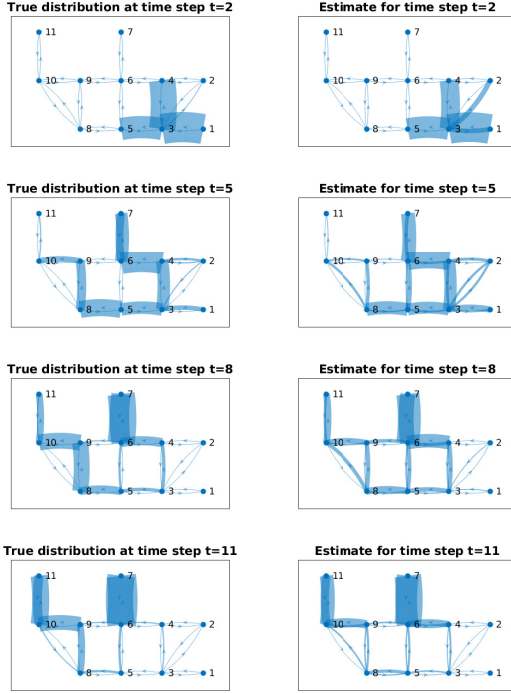 True distribution at time step t=2
Estimate for time step t=2
11 7
10 9 6 4 2
8 5 3 1
11 7
10 9 6 4 2
8 5 3 1
True distribution at time step t=5
Estimate for time step t=5
11 7
10 9 6 4 2
8 5 3 1
11 7
10 9 6 4 2
8 5 3 1
True distribution at time step t=8
Estimate for time step t=8
11 7
10 9 6 4 2
8 5 3 1
11 7
10 9 6 4 2
8 5 3 1
True distribution at time step t=11
Estimate for time step t=11
11 7
10 9 6 4 2
8 5 3 1
11 7
10 9 6 4 2
8 5 3 1